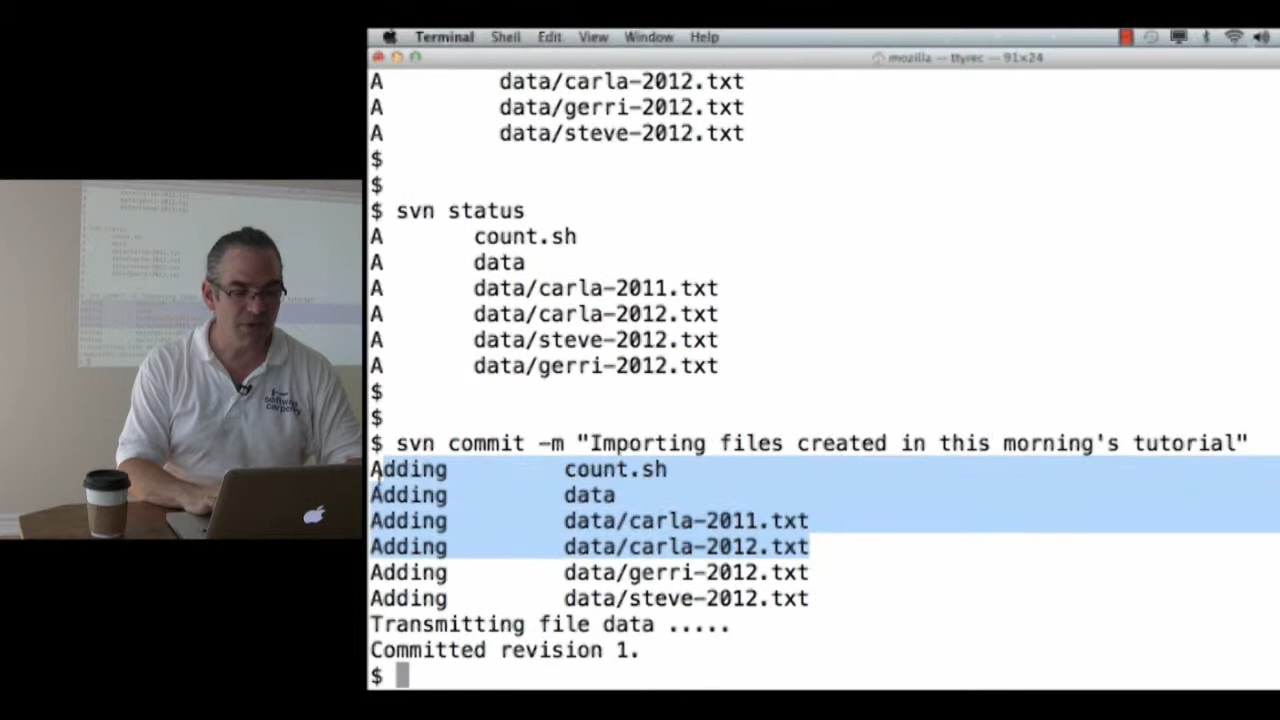 Terminal Shell Edit View Window Help
mozilla — ttyrec — 91×24
A data/carla-2012.txt
A data/gerri-2012.txt
A data/steve-2012.txt
$
$
$ svn status
A count.sh
A data
A data/carla-2011.txt
A data/carla-2012.txt
A data/steve-2012.txt
A data/gerri-2012.txt
$
$
$ svn commit -m "Importing files created in this morning's tutorial"
Adding count.sh
Adding data
Adding data/carla-2011.txt
Adding data/carla-2012.txt
Adding data/gerri-2012.txt
Adding data/steve-2012.txt
Transmitting file data .....
Committed revision 1.
$